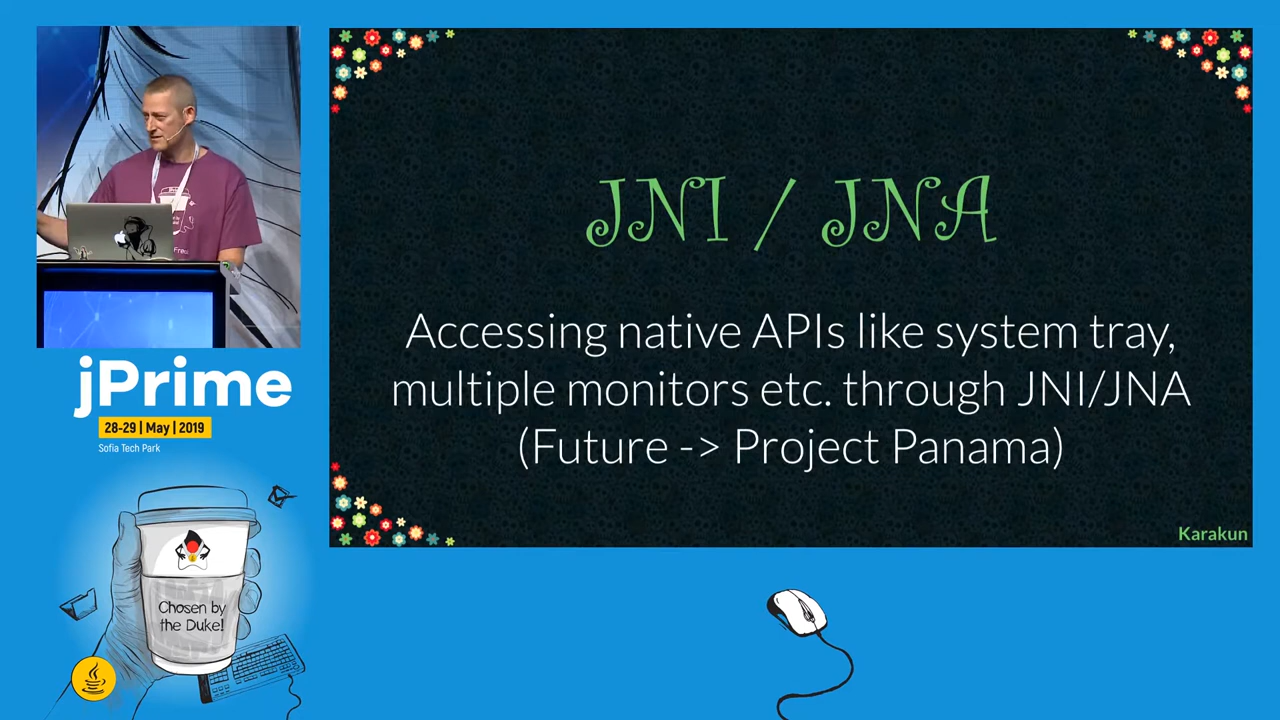 JNI / JNA
Accessing native APIs like system tray,
multiple monitors etc. through JNI/JNA
(Future -> Project Panama)
Karakun
jPrime
28-29 | May | 2019
Sofia Tech Park
Chosen by
the Duke!